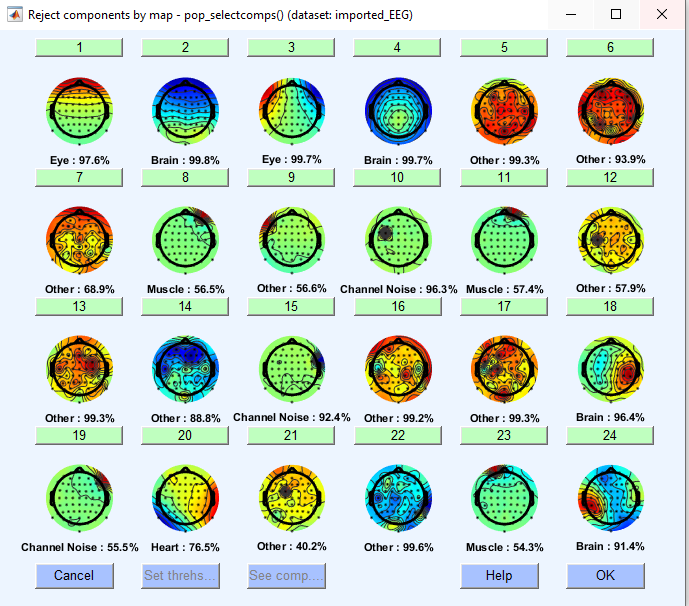 Reject components by map - pop_selectcomps() (dataset: imported_EEG)
1 2 3 4 5 6
Eye : 97.6% Brain : 99.8% Eye : 99.7% Brain : 99.7% Other : 99.3% Other : 93.9%
7 8 9 10 11 12
Other : 68.9% Muscle : 56.5% Other : 56.6% Channel Noise : 96.3% Muscle : 57.4% Other : 57.9%
13 14 15 16 17 18
Other : 99.3% Other : 88.8% Channel Noise : 92.4% Other : 99.2% Other : 99.3% Brain : 96.4%
19 20 21 22 23 24
Channel Noise : 55.5% Heart : 76.5% Other : 40.2% Other : 99.6% Muscle : 54.3% Brain : 91.4%
Cancel Set threhs... See comp.... Help OK